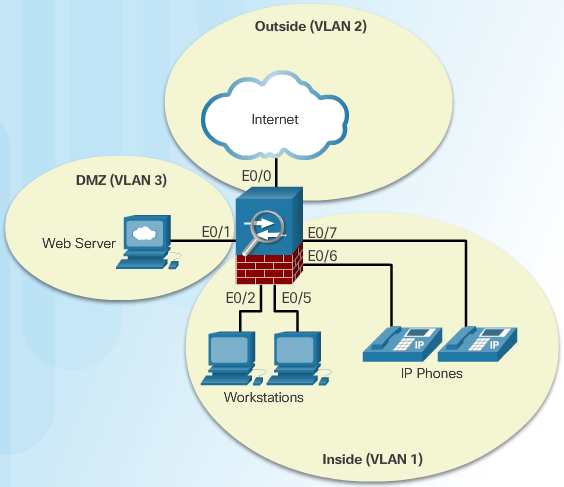 Outside (VLAN 2)
Internet
E0/0
DMZ (VLAN 3)
Web Server
E0/1
E0/7
E0/6
E0/2
E0/5
Workstations
IP
IP
IP Phones
Inside (VLAN 1)